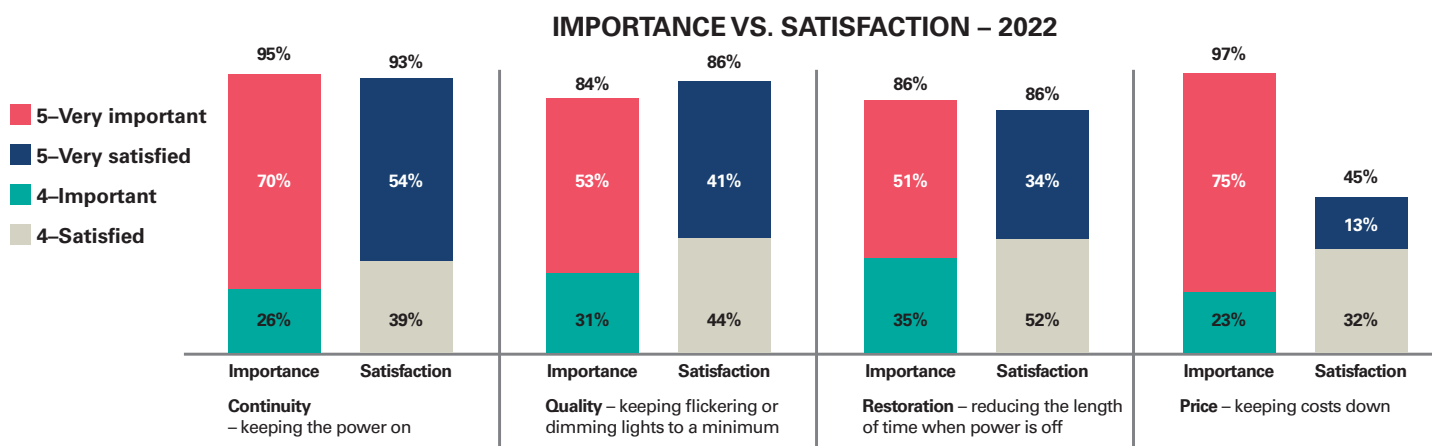 IMPORTANCE VS. SATISFACTION – 2022
5–Very important
5–Very satisfied
4–Important
4–Satisfied
95%
70%
26%
Importance
93%
54%
39%
Satisfaction
Continuity
– keeping the power on
84%
53%
31%
Importance
86%
41%
44%
Satisfaction
Quality – keeping flickering or
dimming lights to a minimum
86%
51%
35%
Importance
86%
34%
52%
Satisfaction
Restoration – reducing the length
of time when power is off
97%
75%
23%
Importance
45%
13%
32%
Satisfaction
Price – keeping costs down